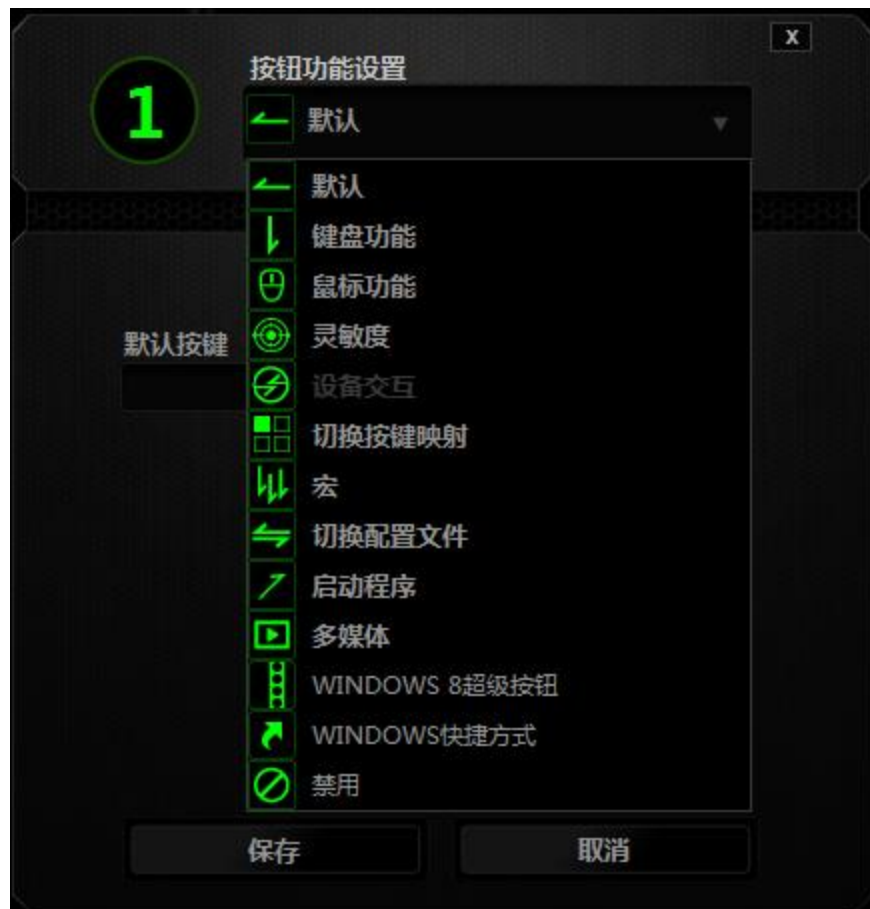 X
按钮功能设置
1
默认
默认
键盘功能
鼠标功能
灵敏度
默认按键
设备交互
切换按键映射
宏
切换配置文件
启动程序
多媒体
WINDOWS 8超级按钮
WINDOWS快捷方式
禁用
保存
取消